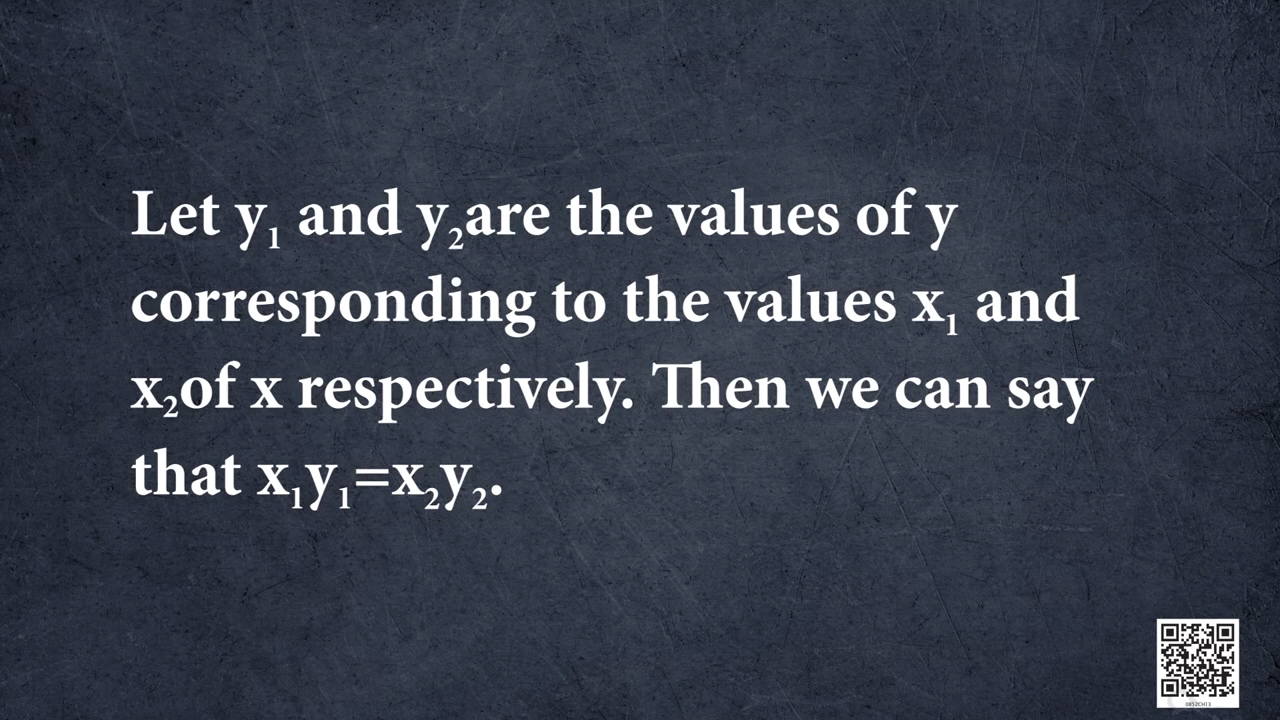 Let y₁ and y₂are the values of y
corresponding to the values x₁ and
x₂of x respectively. Then we can say
that x₁y₁=x₂y₂.
0852CH13